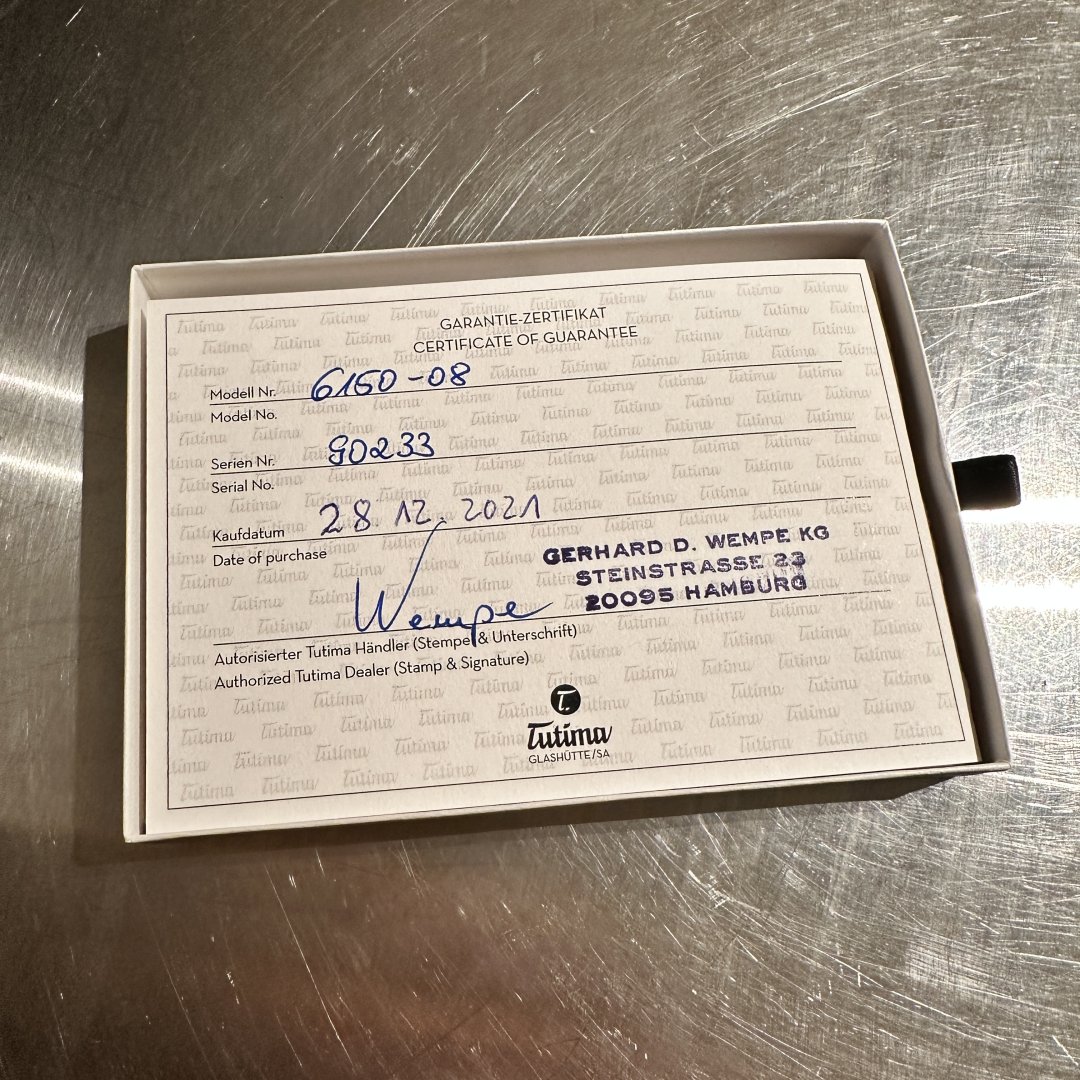 GARANTIE-ZERTIFIKAT
CERTIFICATE OF GUARANTEE
Modell Nr. 6150-08
Model No.
Serien Nr. 90233
Serial No.
Kaufdatum 28.12.2021
Date of purchase
GERHARD D. WEMPE KG
STEINSTRASSE 23
20095 HAMBURG
Wempe
Autorisierter Tutima Händler (Stempel & Unterschrift)
Authorized Tutima Dealer (Stamp & Signature)
T.
Tutima
GLASHÜTTE/SA